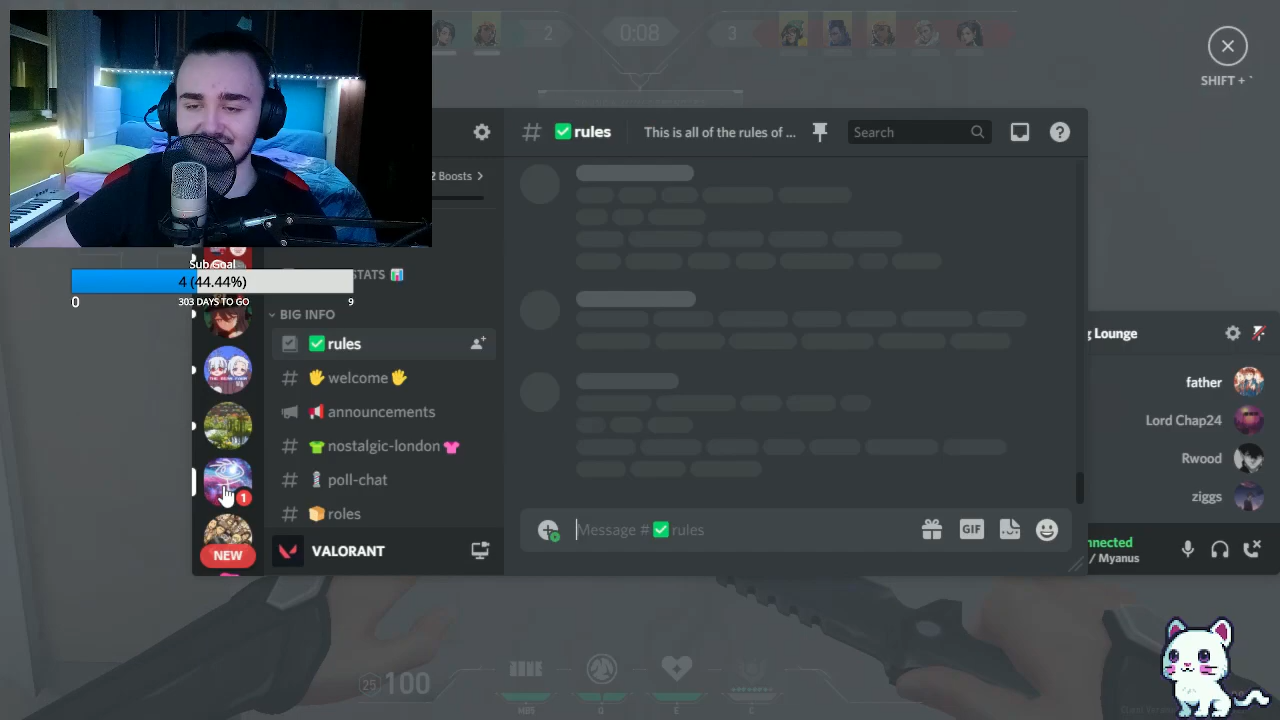 2
0:08
3
SHIFT + `
# ✅ rules
This is all of the rules of ...
Search
2 Boosts >
Sub Goal
4 (44.44%)
0
303 DAYS TO GO
9
STATS 📊
BIG INFO
✅ rules
🖐 welcome 🖐
📢 announcements
👕 nostalgic-london 👚
poll-chat
🍞 roles
NEW
1
VALORANT
Message # ✅ rules
GIF
g Lounge
father
Lord Chap24
Rwood
ziggs
nnected
/ Myanus
25
100
E
C